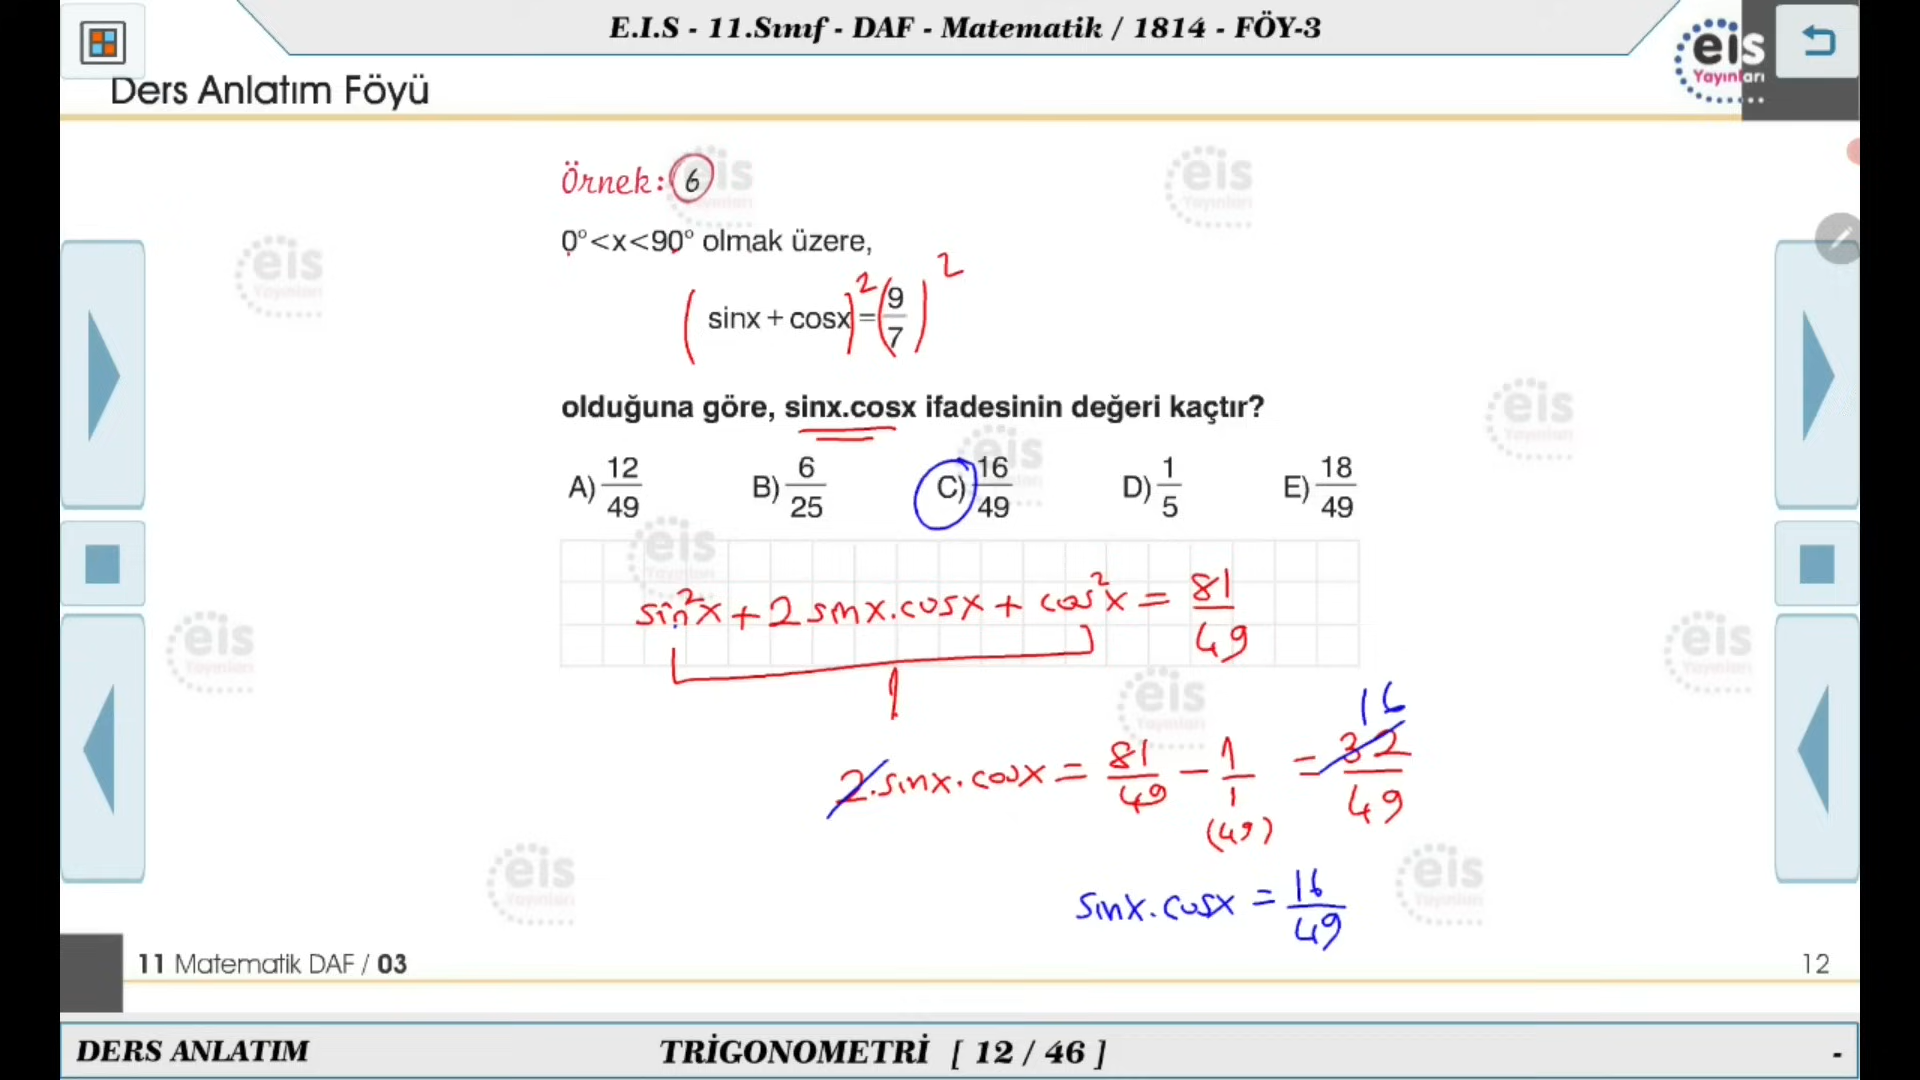 E.I.S - 11.Sınıf - DAF - Matematik / 1814 - FÖY-3
eis
Yayınları
Ders Anlatım Föyü
Örnek: 6
0°<x<90° olmak üzere,
(sinx + cosx)² = (9/7)²
olduğuna göre, sinx.cosx ifadesinin değeri kaçtır?
A) 12/49 B) 6/25 C) 16/49 D) 1/5 E) 18/49
sin²x + 2 sinx.cosx + cos²x = 81/49
1
2.sinx.cosx = 81/49 - 1/1 = 32/49
16
(49)
sinx.cosx = 16/49
11 Matematik DAF / 03
12
DERS ANLATIM
TRİGONOMETRİ [ 12 / 46 ]
-